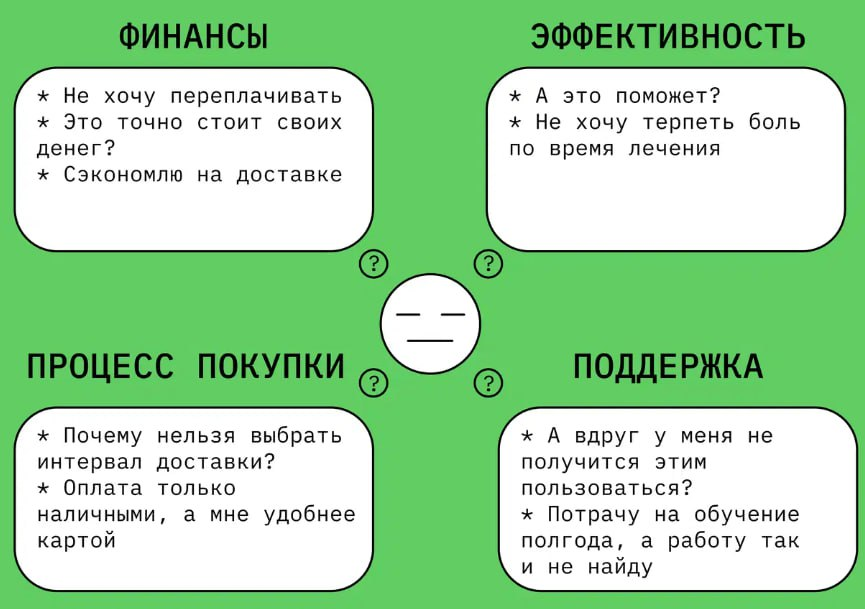 ФИНАНСЫ
* Не хочу переплачивать
* Это точно стоит своих
денег?
* Сэкономлю на доставке
ЭФФЕКТИВНОСТЬ
* А это поможет?
* Не хочу терпеть боль
по время лечения
?
?
ПРОЦЕСС ПОКУПКИ
?
* Почему нельзя выбрать
интервал доставки?
* Оплата только
наличными, а мне удобнее
картой
?
ПОДДЕРЖКА
* А вдруг у меня не
получится этим
пользоваться?
* Потрачу на обучение
полгода, а работу так
и не найду